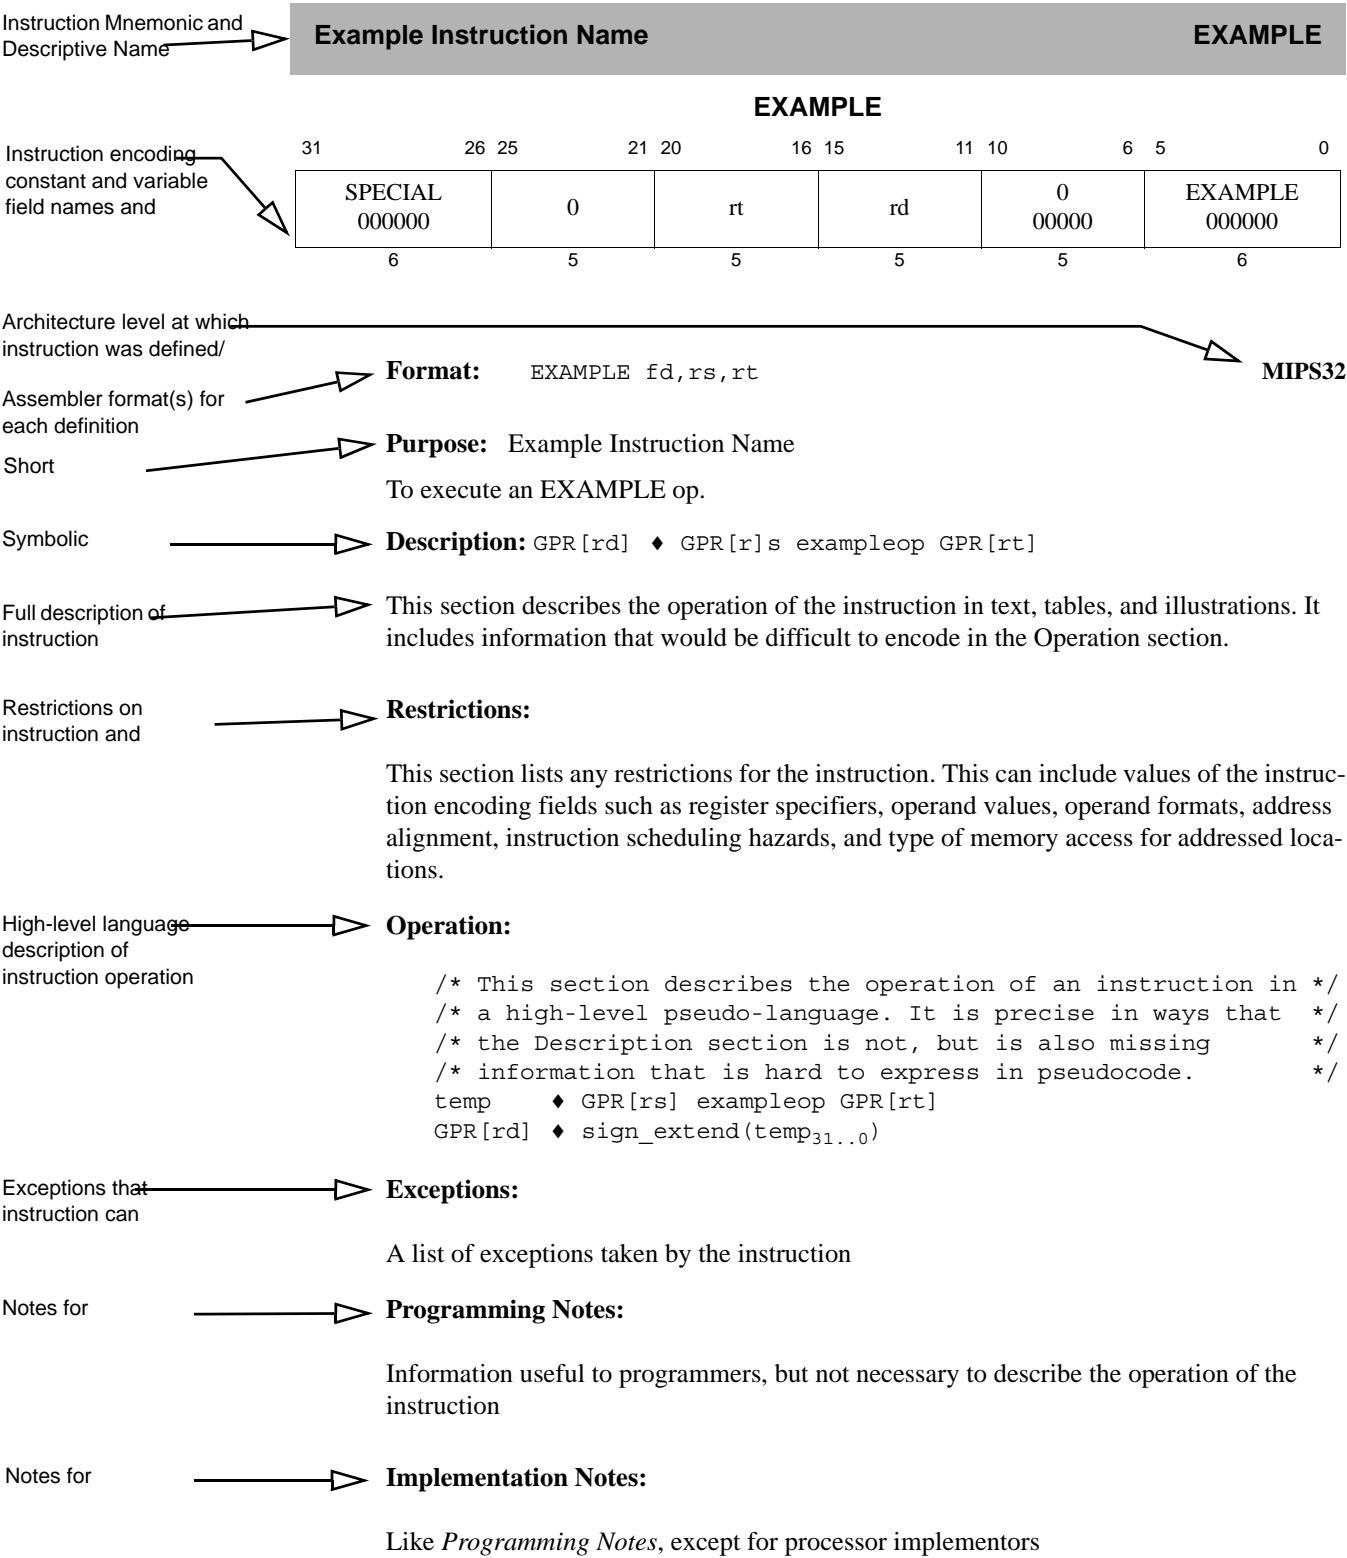 Instruction Mnemonic and
Descriptive Name
Example Instruction Name EXAMPLE
EXAMPLE
31 26 25 21 20 16 15 11 10 6 5 0
Instruction encoding
constant and variable
field names and
SPECIAL
000000
0
rt
rd
0
00000
EXAMPLE
000000
6 5 5 5 5 6
Architecture level at which
instruction was defined/
Format: EXAMPLE fd,rs,rt MIPS32
Assembler format(s) for
each definition
Purpose: Example Instruction Name
Short
To execute an EXAMPLE op.
Symbolic
Description: GPR[rd] ♦ GPR[r]s exampleop GPR[rt]
Full description of
instruction
This section describes the operation of the instruction in text, tables, and illustrations. It
includes information that would be difficult to encode in the Operation section.
Restrictions on
instruction and
Restrictions:
This section lists any restrictions for the instruction. This can include values of the instruc-
tion encoding fields such as register specifiers, operand values, operand formats, address
alignment, instruction scheduling hazards, and type of memory access for addressed loca-
tions.
High-level language
description of
instruction operation
Operation:
/* This section describes the operation of an instruction in */
/* a high-level pseudo-language. It is precise in ways that */
/* the Description section is not, but is also missing */
/* information that is hard to express in pseudocode. */
temp ♦ GPR[rs] exampleop GPR[rt]
GPR[rd] ♦ sign_extend(temp31..0)
Exceptions that
instruction can
Exceptions:
A list of exceptions taken by the instruction
Notes for
Programming Notes:
Information useful to programmers, but not necessary to describe the operation of the
instruction
Notes for
Implementation Notes:
Like Programming Notes, except for processor implementors